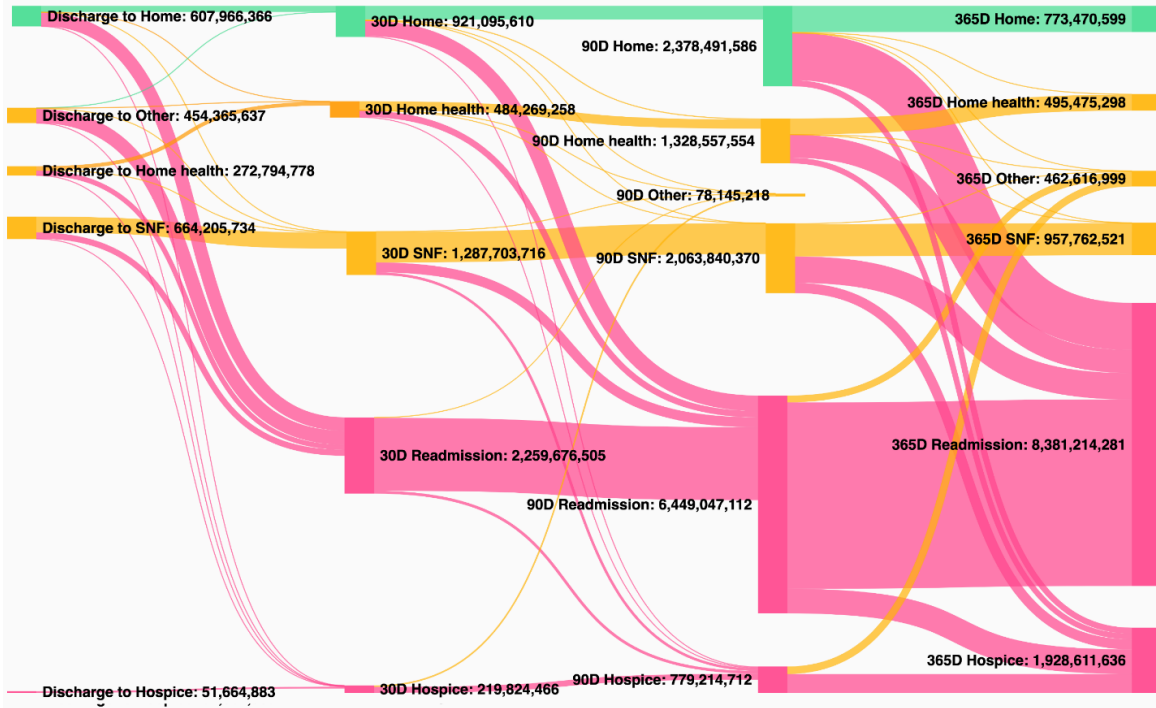 Discharge to Home: 607,966,366
Discharge to Other: 454,365,637
Discharge to Home health: 272,794,778
Discharge to SNF: 664,205,734
Discharge to Hospice: 51,664,883
30D Home: 921,095,610
30D Home health: 484,269,258
30D SNF: 1,287,703,716
30D Readmission: 2,259,676,505
30D Hospice: 219,824,466
90D Home: 2,378,491,586
90D Home health: 1,328,557,554
90D Other: 78,145,218
90D SNF: 2,063,840,370
90D Readmission: 6,449,047,112
90D Hospice: 779,214,712
365D Home: 773,470,599
365D Home health: 495,475,298
365D Other: 462,616,999
365D SNF: 957,762,521
365D Readmission: 8,381,214,281
365D Hospice: 1,928,611,636